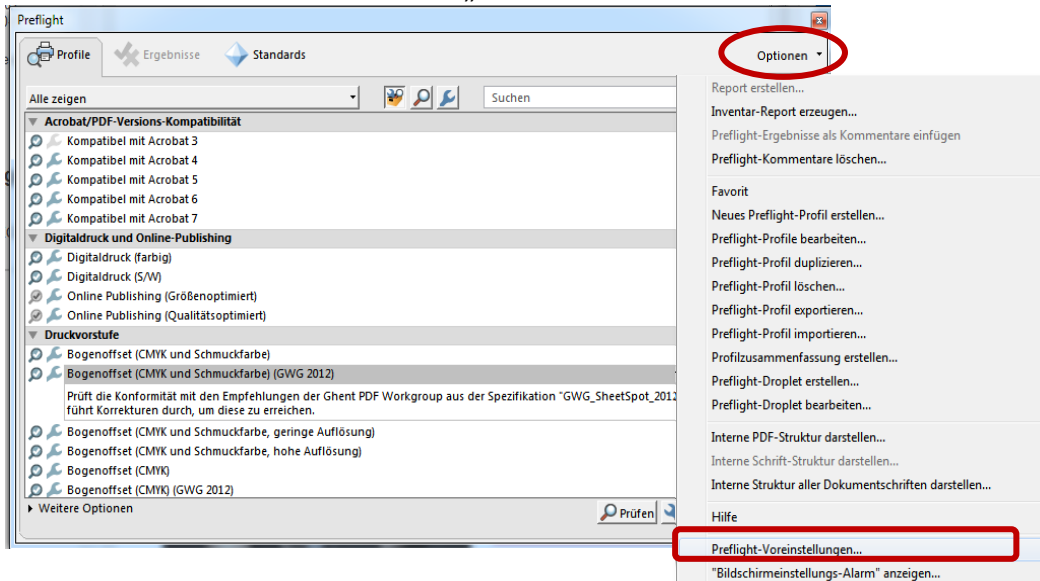 Preflight
Profile
Ergebnisse
Standards
Optionen
Alle zeigen
Suchen
Acrobat/PDF-Versions-Kompatibilität
Kompatibel mit Acrobat 3
Kompatibel mit Acrobat 4
Kompatibel mit Acrobat 5
Kompatibel mit Acrobat 6
Kompatibel mit Acrobat 7
Digitaldruck und Online-Publishing
Digitaldruck (farbig)
Digitaldruck (S/W)
Online Publishing (Größenoptimiert)
Online Publishing (Qualitätsoptimiert)
Druckvorstufe
Bogenoffset (CMYK und Schmuckfarbe)
Bogenoffset (CMYK und Schmuckfarbe) (GWG 2012)
Prüft die Konformität mit den Empfehlungen der Ghent PDF Workgroup aus der Spezifikation "GWG_SheetSpot_2012
führt Korrekturen durch, um diese zu erreichen.
Bogenoffset (CMYK und Schmuckfarbe, geringe Auflösung)
Bogenoffset (CMYK und Schmuckfarbe, hohe Auflösung)
Bogenoffset (CMYK)
Bogenoffset (CMYK) (GWG 2012)
Weitere Optionen
Prüfen
Report erstellen...
Inventar-Report erzeugen...
Preflight-Ergebnisse als Kommentare einfügen
Preflight-Kommentare löschen...
Favorit
Neues Preflight-Profil erstellen...
Preflight-Profile bearbeiten...
Preflight-Profil duplizieren...
Preflight-Profil löschen...
Preflight-Profil exportieren...
Preflight-Profil importieren...
Profilzusammenfassung erstellen...
Preflight-Droplet erstellen...
Preflight-Droplet bearbeiten...
Interne PDF-Struktur darstellen...
Interne Schrift-Struktur darstellen...
Interne Struktur aller Dokumentschriften darstellen...
Hilfe
Preflight-Voreinstellungen...
"Bildschirmeinstellungs-Alarm" anzeigen...